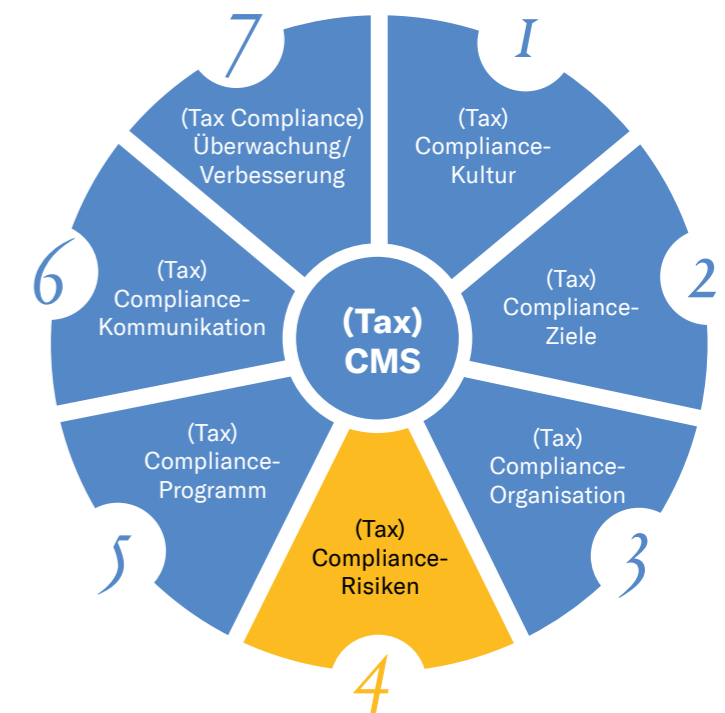 1
(Tax)
Compliance-
Kultur
2
(Tax)
Compliance-
Ziele
3
(Tax)
Compliance-
Organisation
4
(Tax)
Compliance-
Risiken
5
(Tax)
Compliance-
Programm
6
(Tax)
Compliance-
Kommunikation
7
(Tax Compliance)
Überwachung/
Verbesserung
(Tax)
CMS